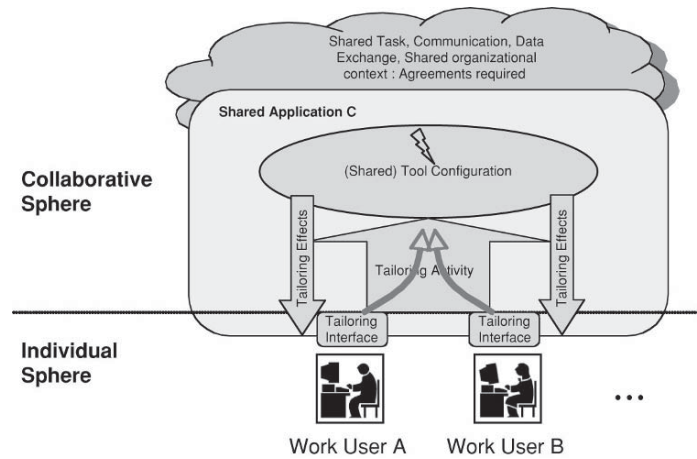 Shared Task, Communication, Data
Exchange, Shared organizational
context : Agreements required
Shared Application C
(Shared) Tool Configuration
Collaborative
Sphere
Tailoring Effects
Tailoring Activity
Tailoring Effects
Tailoring
Interface
Tailoring
Interface
Individual
Sphere
...
Work User A
Work User B